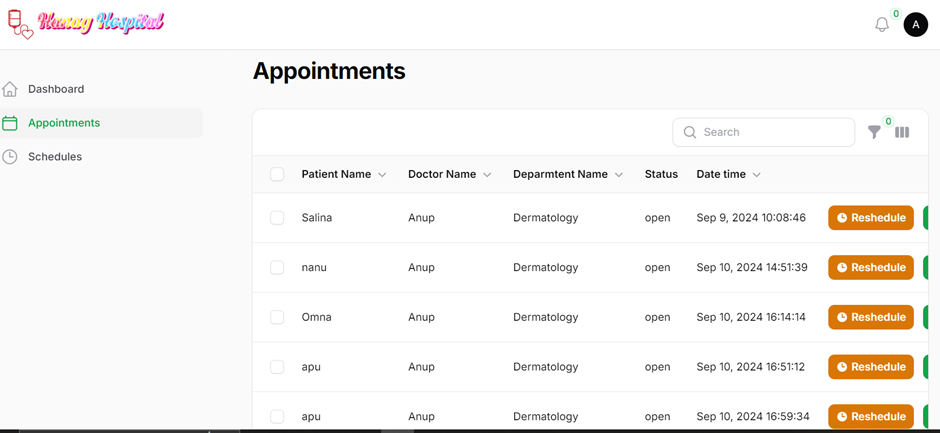 Hamag Hospital
0
A
Dashboard
Appointments
Schedules
Appointments
Search
0
Patient Name Doctor Name Deparmtent Name Status Date time
Salina Anup Dermatology open Sep 9, 2024 10:08:46 Reshedule
nanu Anup Dermatology open Sep 10, 2024 14:51:39 Reshedule
Omna Anup Dermatology open Sep 10, 2024 16:14:14 Reshedule
apu Anup Dermatology open Sep 10, 2024 16:51:12 Reshedule
apu Anup Dermatology open Sep 10, 2024 16:59:34 Reshedule